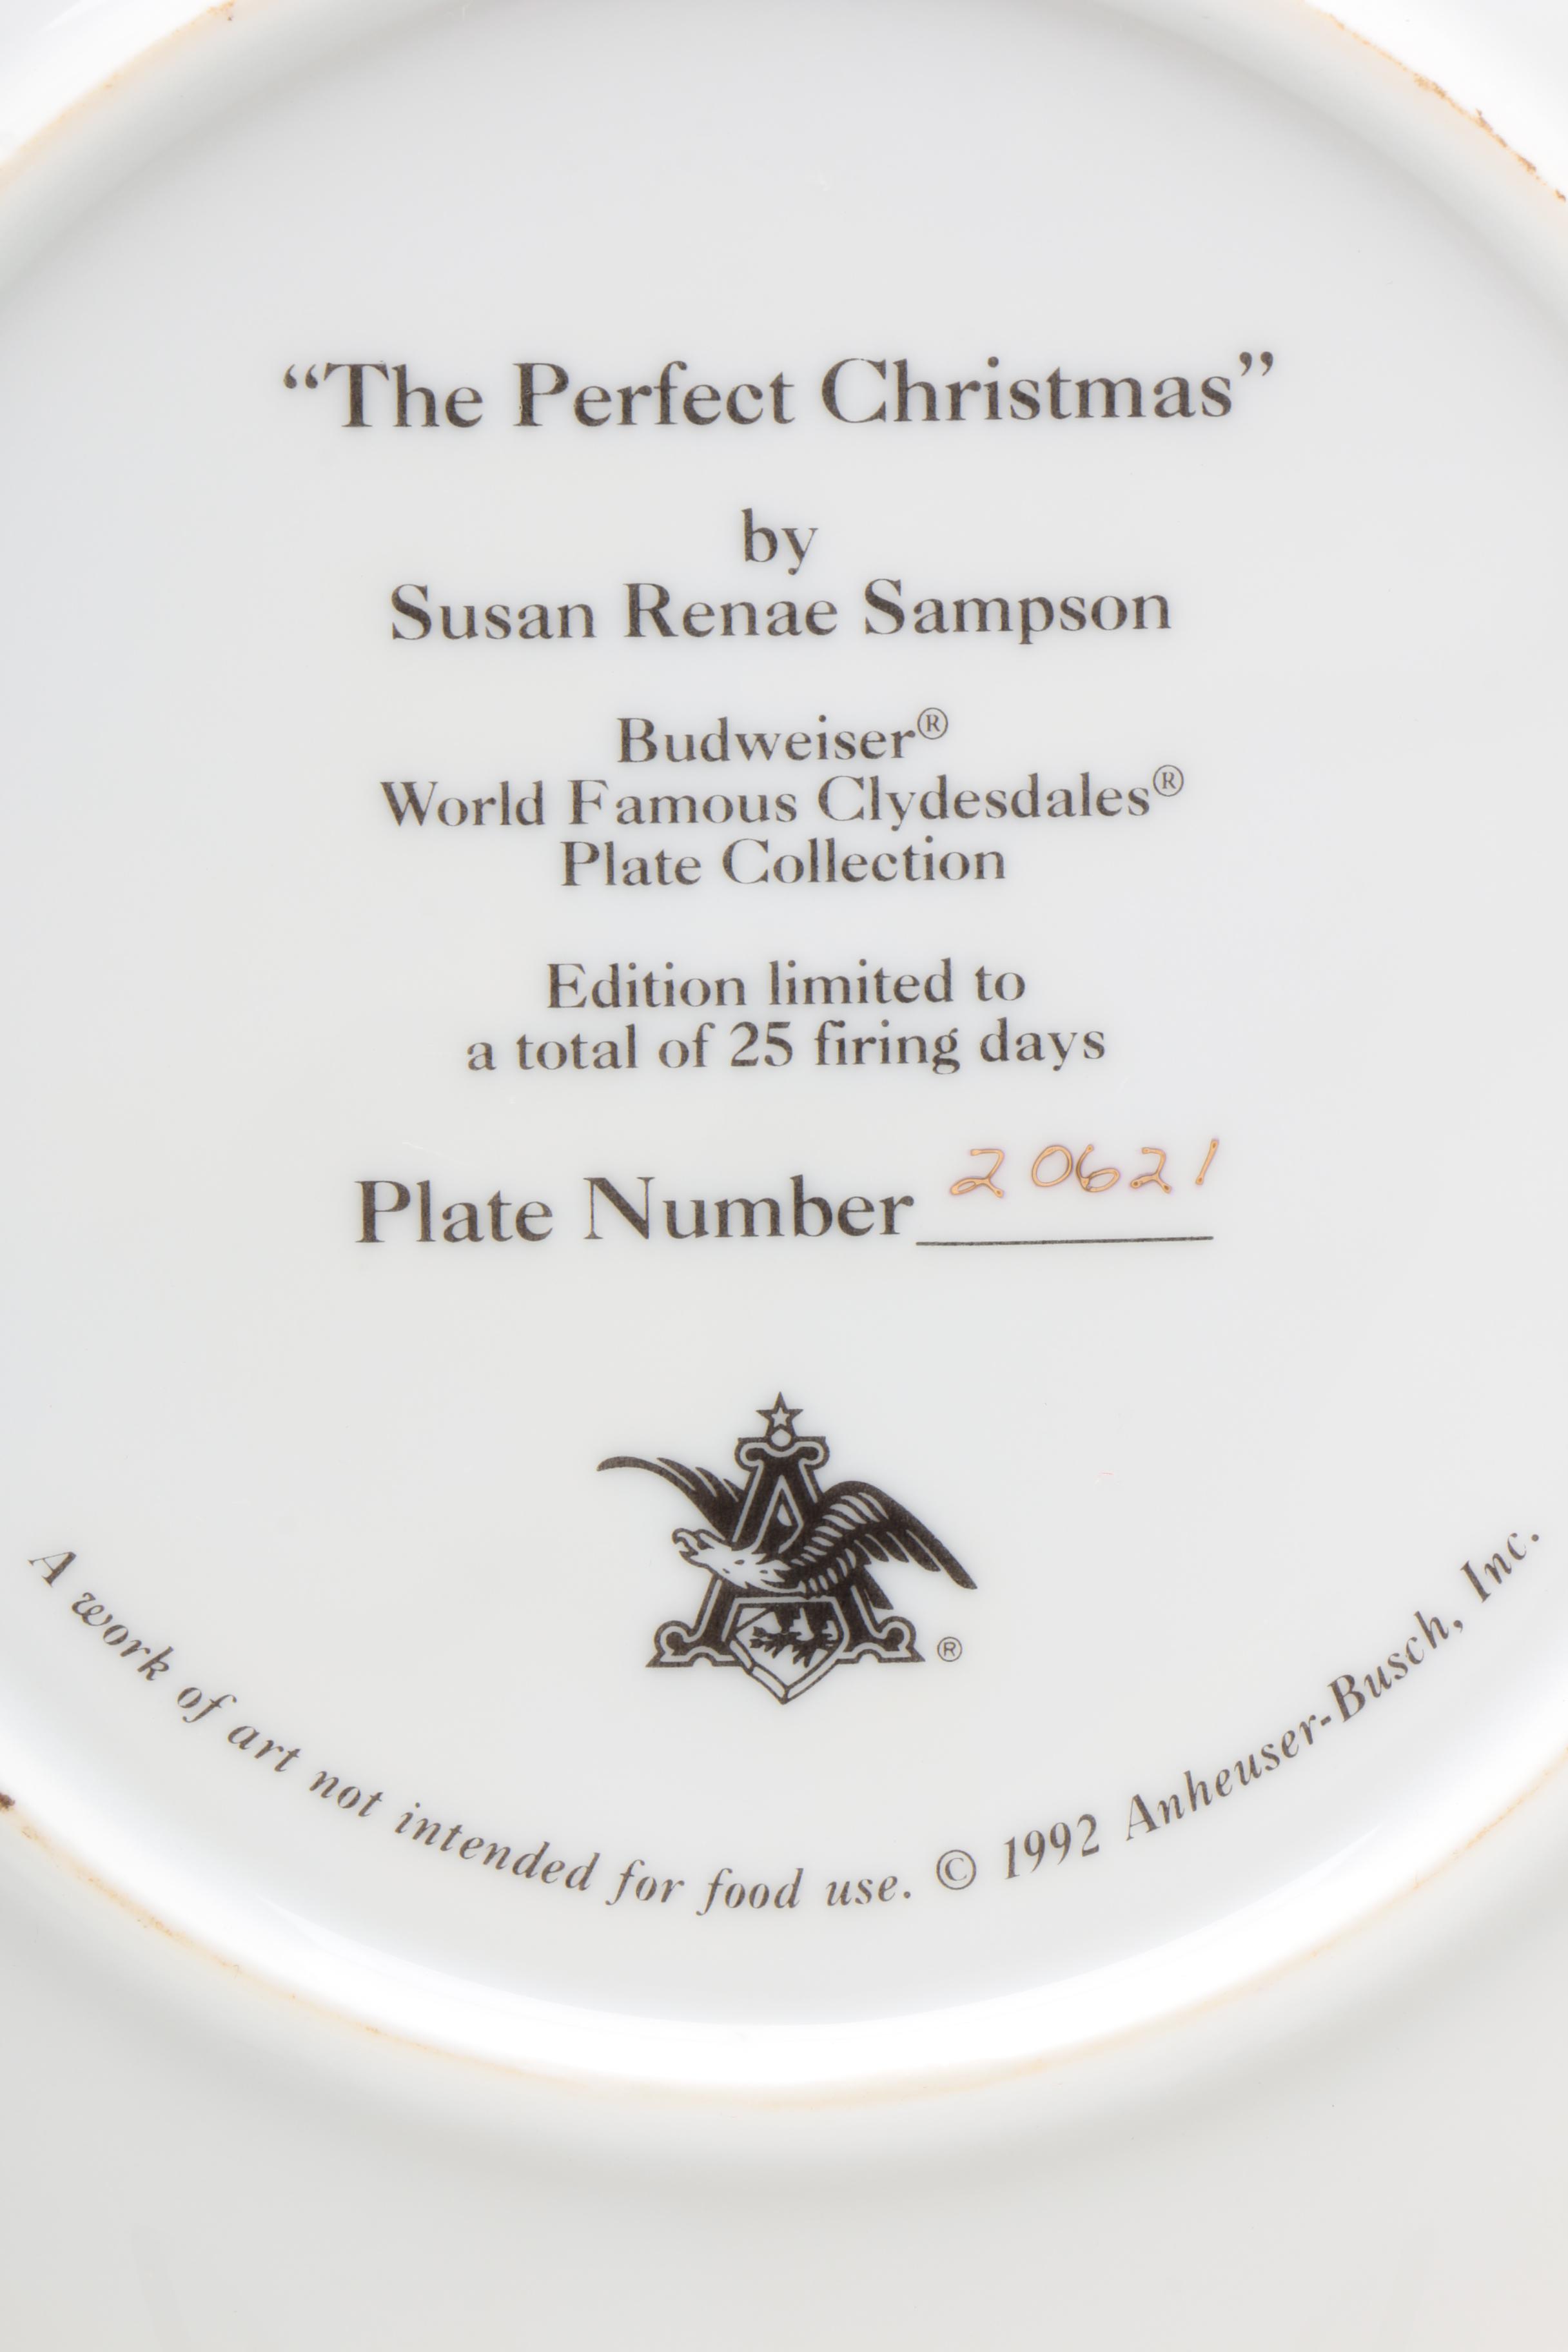 “The Perfect Christmas”
by
Susan Renae Sampson
Budweiser®
World Famous Clydesdales®
Plate Collection
Edition limited to
a total of 25 firing days
Plate Number 20621
A
®
A work of art not intended for food use. © 1992 Anheuser-Busch, Inc.